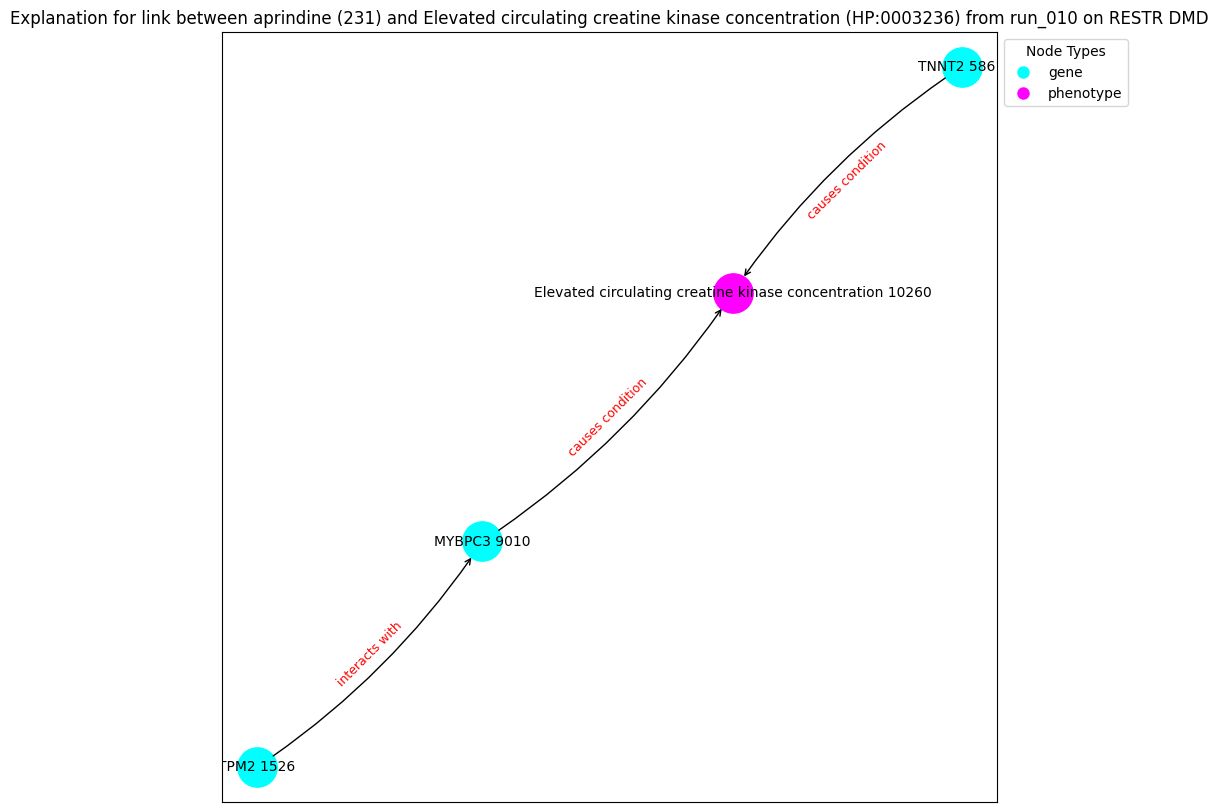 Explanation for link between aprindine (231) and Elevated circulating creatine kinase concentration (HP:0003236) from run_010 on RESTR DMD
Node Types
gene
phenotype
TNNT2 586
causes condition
Elevated circulating creatine kinase concentration 10260
causes condition
MYBPC3 9010
interacts with
TPM2 1526